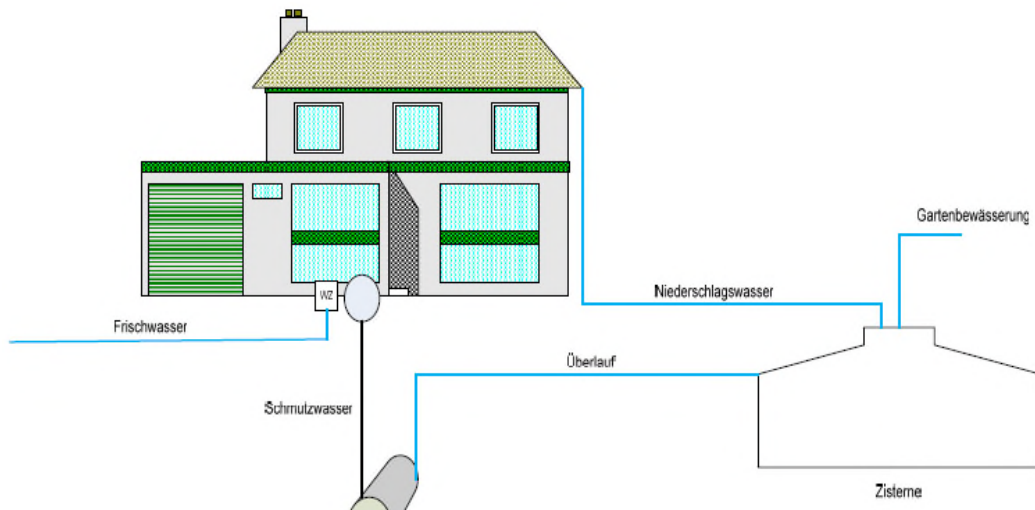 Gartenbewässerung
Niederschlagswasser
WZ
Frischwasser
Überlauf
Schmutzwasser
Zisterne